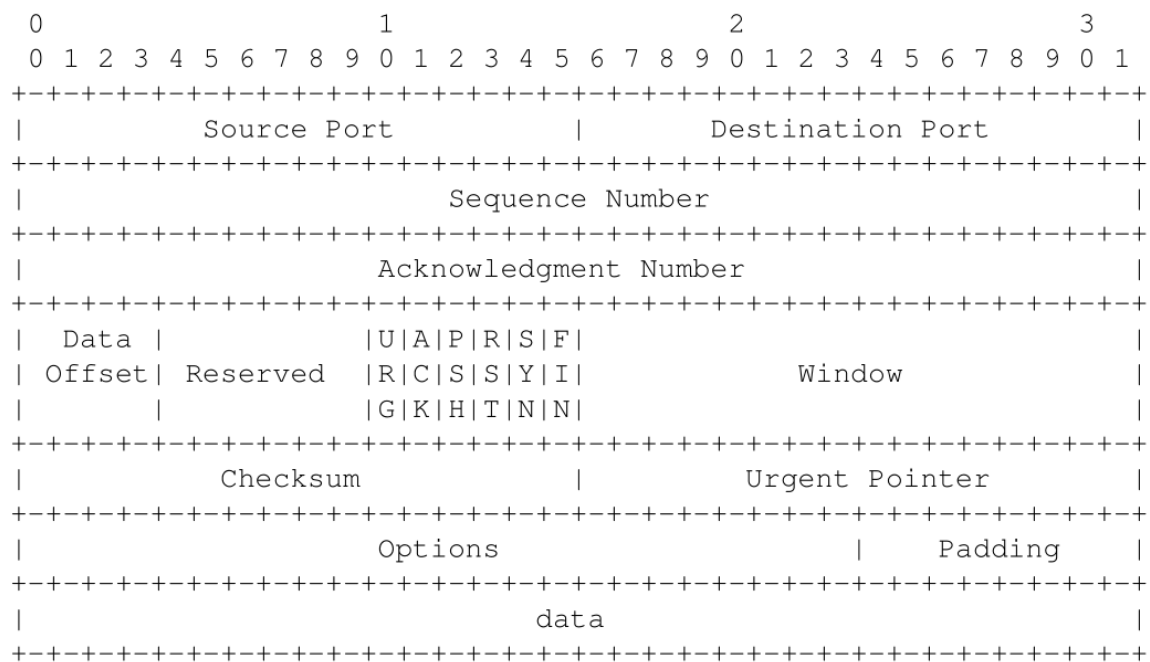 0                   1                   2                   3
 0 1 2 3 4 5 6 7 8 9 0 1 2 3 4 5 6 7 8 9 0 1 2 3 4 5 6 7 8 9 0 1
+-+-+-+-+-+-+-+-+-+-+-+-+-+-+-+-+-+-+-+-+-+-+-+-+-+-+-+-+-+-+-+-+
|          Source Port          |       Destination Port        |
+-+-+-+-+-+-+-+-+-+-+-+-+-+-+-+-+-+-+-+-+-+-+-+-+-+-+-+-+-+-+-+-+
|                        Sequence Number                        |
+-+-+-+-+-+-+-+-+-+-+-+-+-+-+-+-+-+-+-+-+-+-+-+-+-+-+-+-+-+-+-+-+
|                    Acknowledgment Number                      |
+-+-+-+-+-+-+-+-+-+-+-+-+-+-+-+-+-+-+-+-+-+-+-+-+-+-+-+-+-+-+-+-+
|  Data |           |U|A|P|R|S|F|                               |
| Offset| Reserved  |R|C|S|S|Y|I|            Window             |
|       |           |G|K|H|T|N|N|                               |
+-+-+-+-+-+-+-+-+-+-+-+-+-+-+-+-+-+-+-+-+-+-+-+-+-+-+-+-+-+-+-+-+
|           Checksum            |         Urgent Pointer        |
+-+-+-+-+-+-+-+-+-+-+-+-+-+-+-+-+-+-+-+-+-+-+-+-+-+-+-+-+-+-+-+-+
|                    Options                    |    Padding    |
+-+-+-+-+-+-+-+-+-+-+-+-+-+-+-+-+-+-+-+-+-+-+-+-+-+-+-+-+-+-+-+-+
|                             data                              |
+-+-+-+-+-+-+-+-+-+-+-+-+-+-+-+-+-+-+-+-+-+-+-+-+-+-+-+-+-+-+-+-+